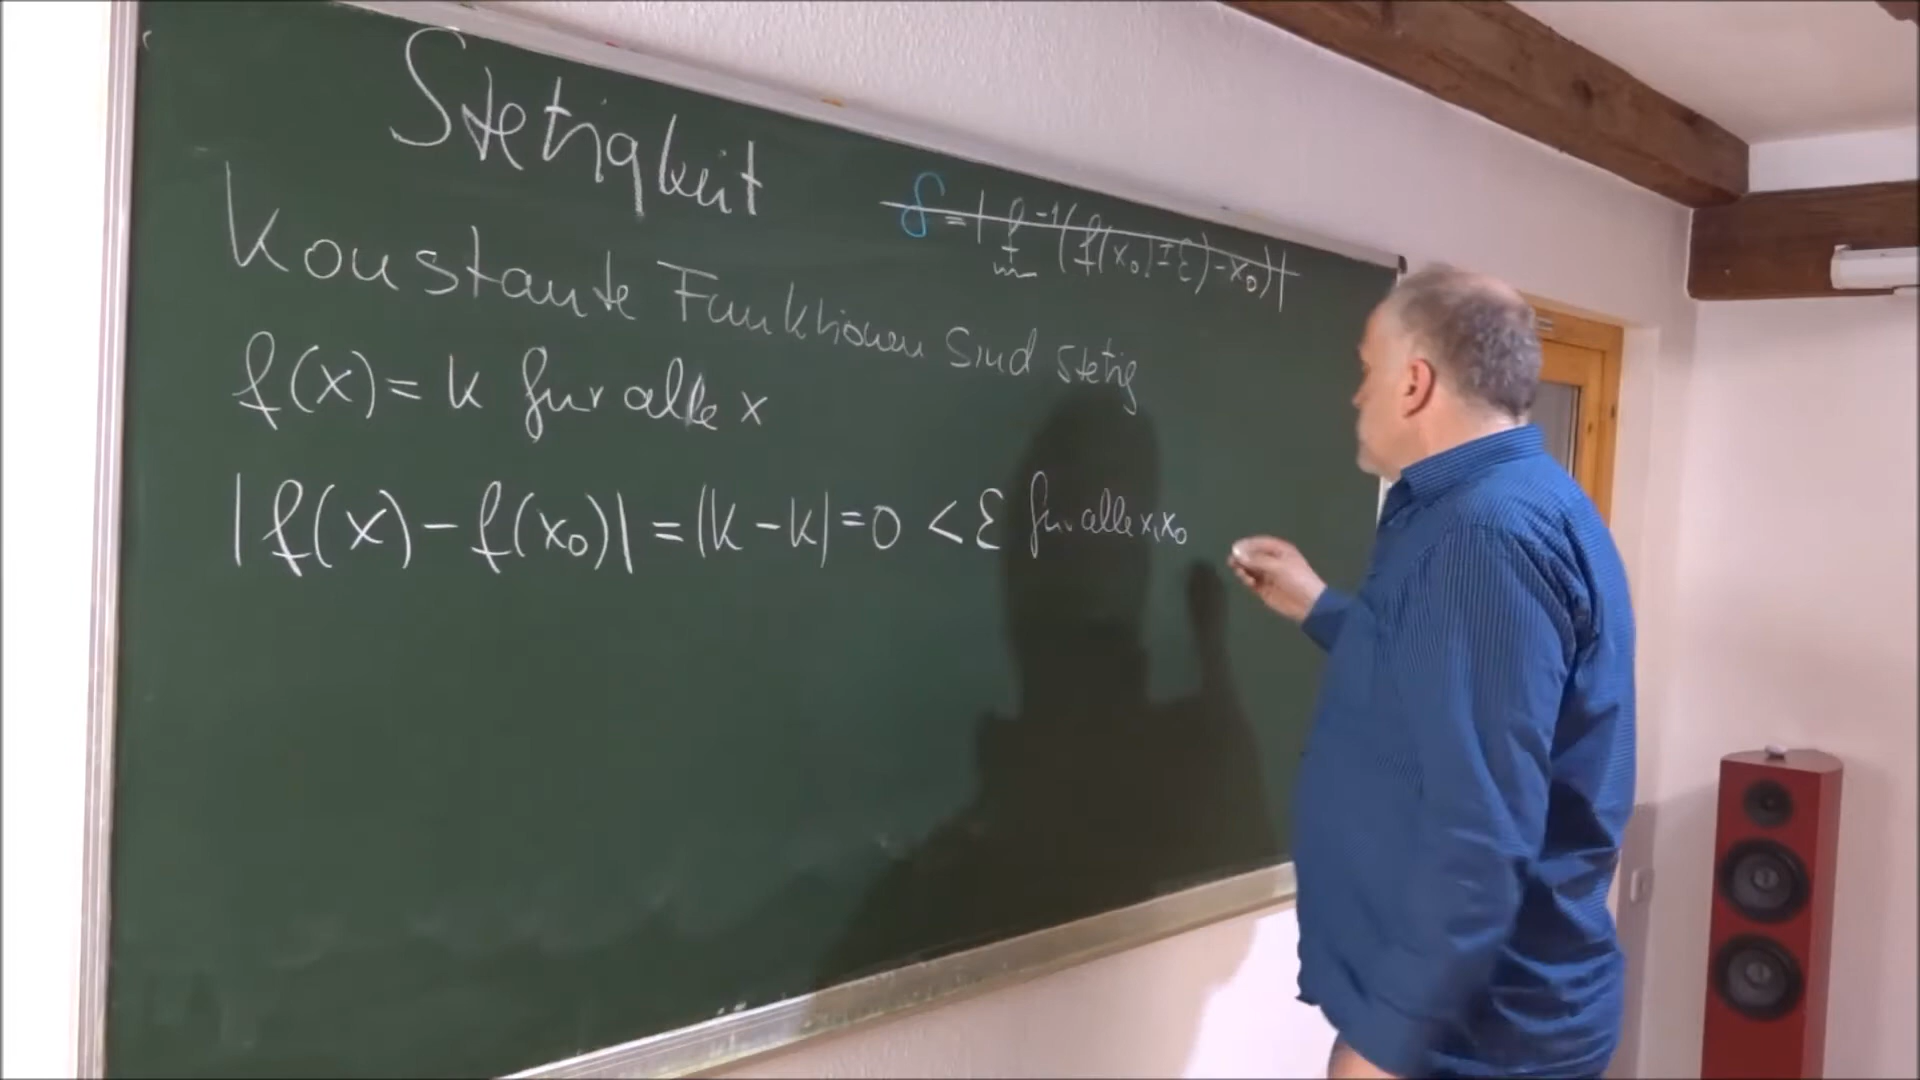 Stetigkeit
δ = | f⁻¹(f(x₀) ± ε) - x₀)|
Konstante Funktionen sind stetig
f(x) = k für alle x
|f(x) - f(x₀)| = |k - k| = 0 < ε für alle x, x₀